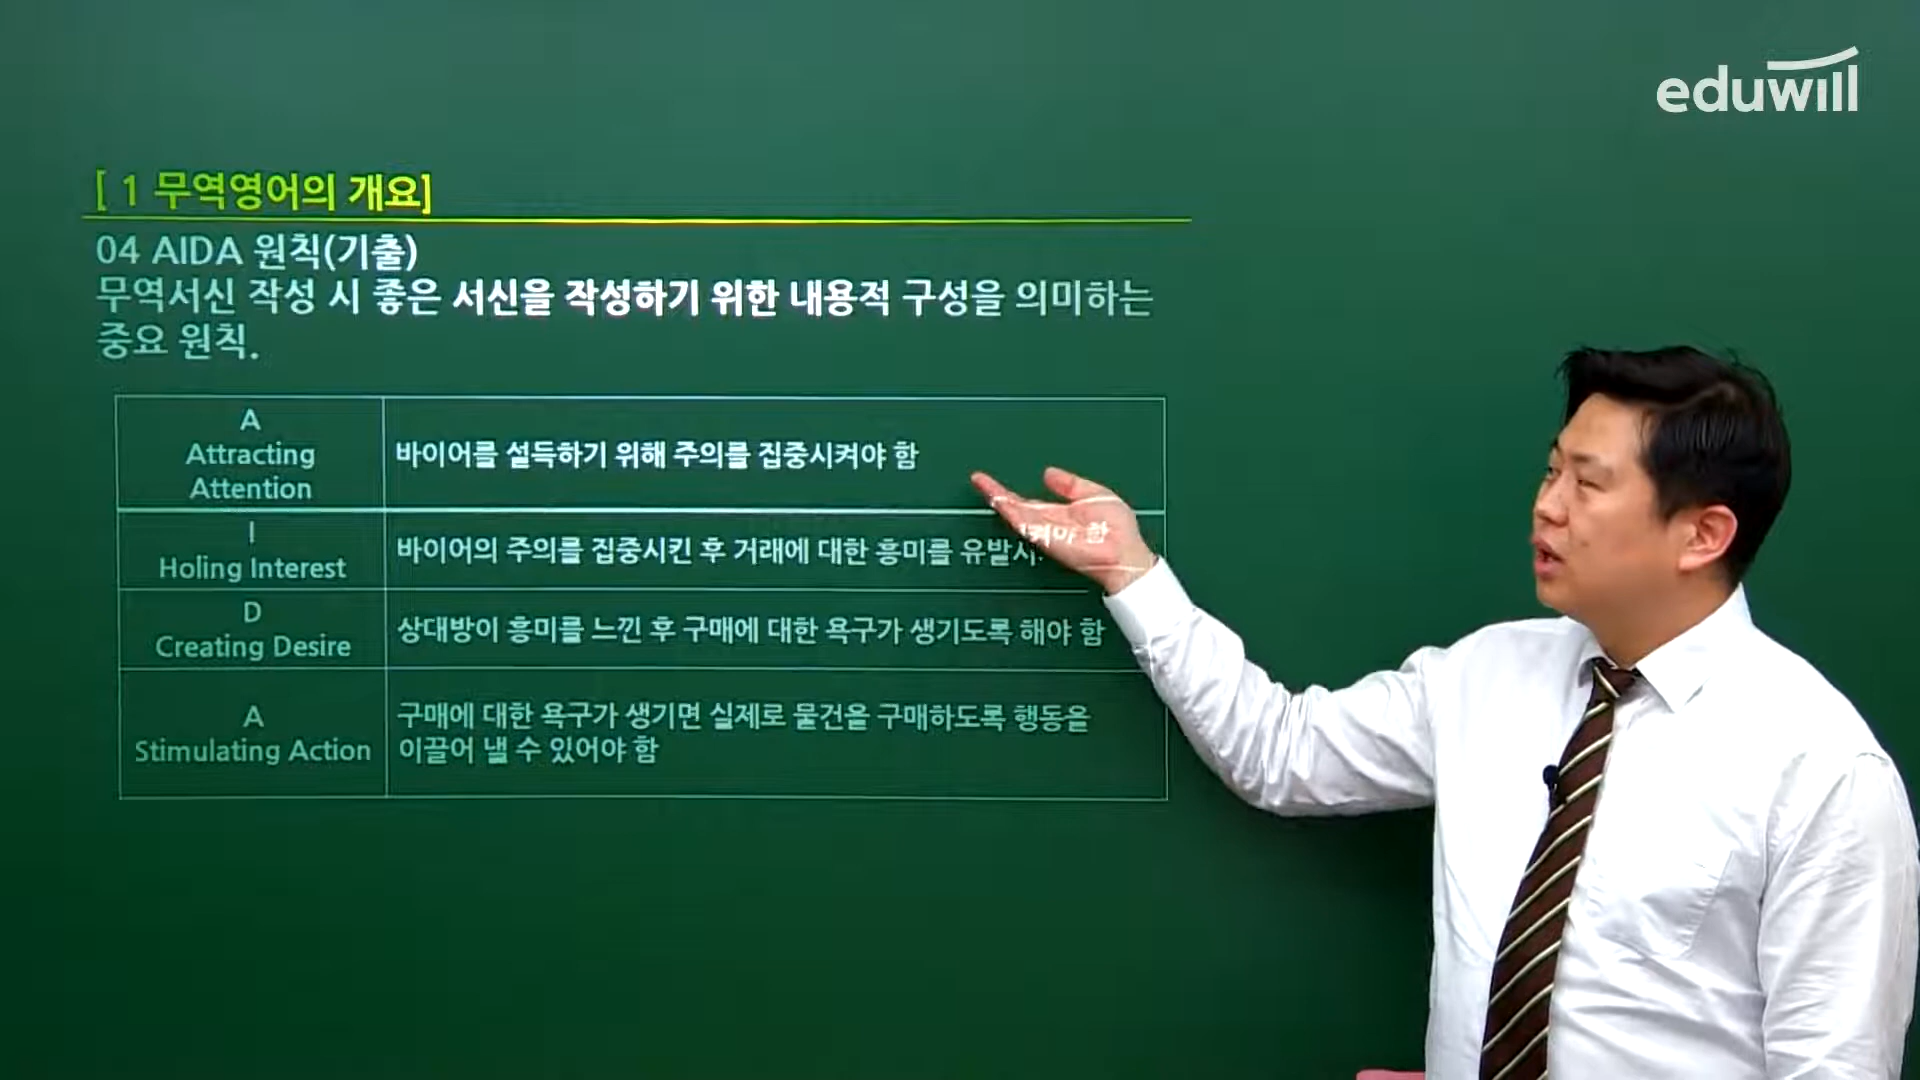 eduwill
[ 1 무역영어의 개요]
04 AIDA 원칙(기출)
무역서신 작성 시 좋은 서신을 작성하기 위한 내용적 구성을 의미하는
중요 원칙.
A
Attracting
Attention
바이어를 설득하기 위해 주의를 집중시켜야 함
I
Holing Interest
바이어의 주의를 집중시킨 후 거래에 대한 흥미를 유발시켜야 함
D
Creating Desire
상대방이 흥미를 느낀 후 구매에 대한 욕구가 생기도록 해야 함
A
Stimulating Action
구매에 대한 욕구가 생기면 실제로 물건을 구매하도록 행동을
이끌어 낼 수 있어야 함